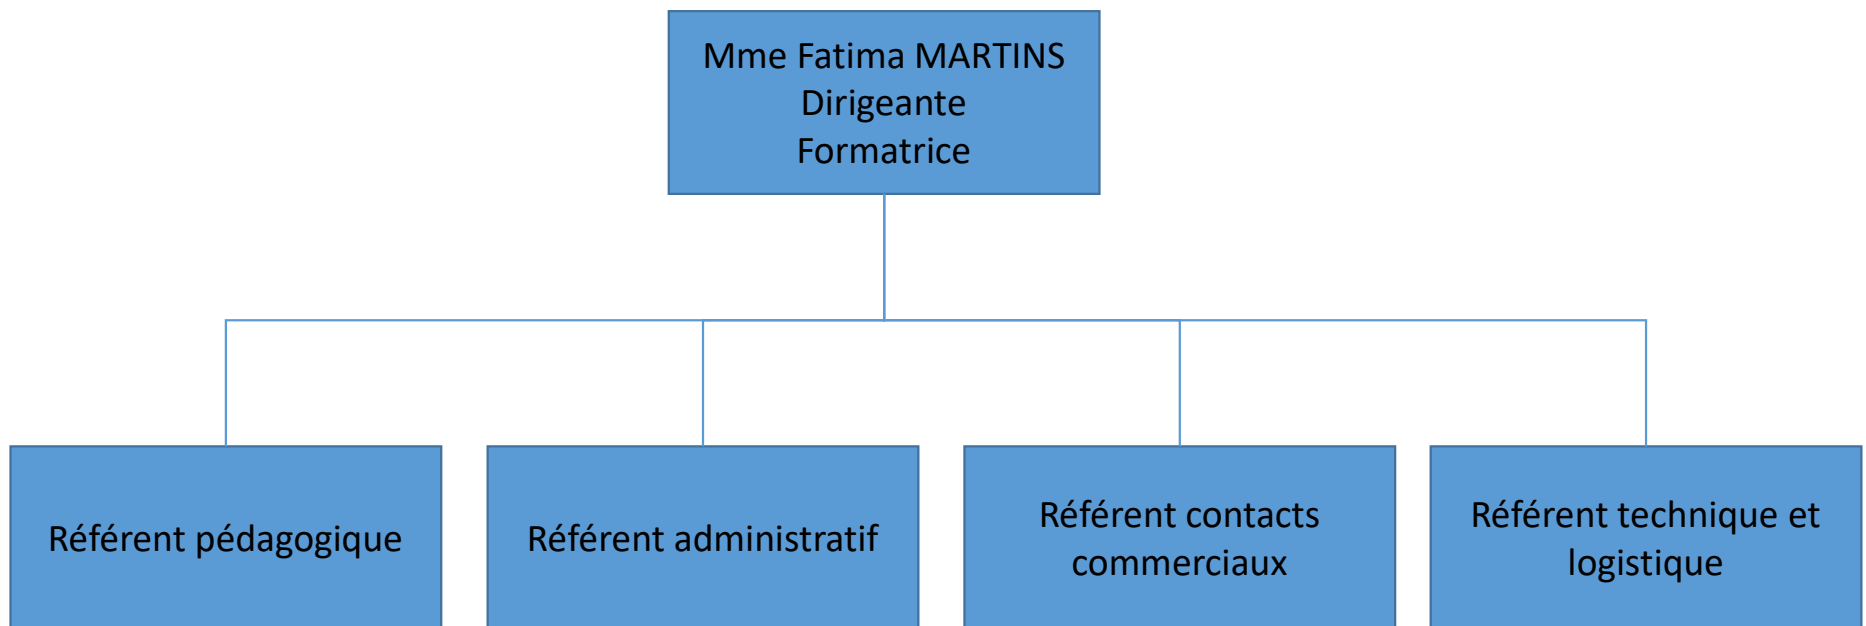 Mme Fatima MARTINS
Dirigeante
Formatrice
Référent pédagogique
Référent administratif
Référent contacts
commerciaux
Référent technique et
logistique